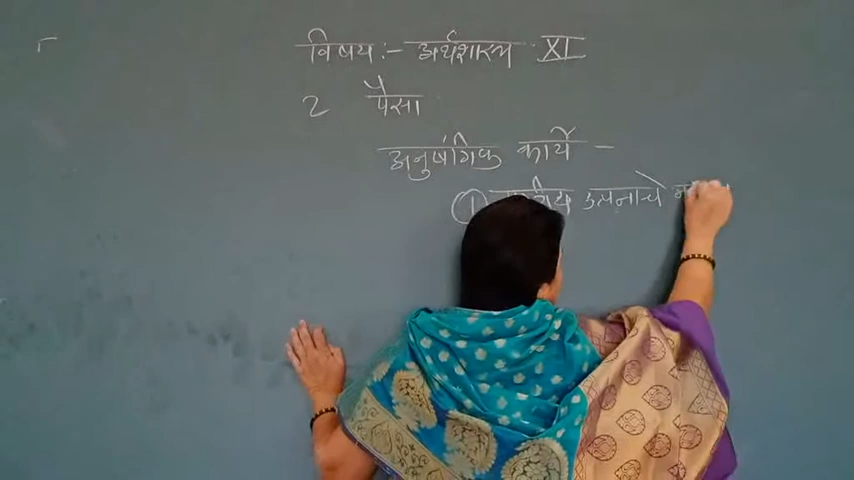 विषय :- अर्थशास्त्र XI
2 पैसा
अनुषंगिक कार्ये -
① उत्पन्नाचे